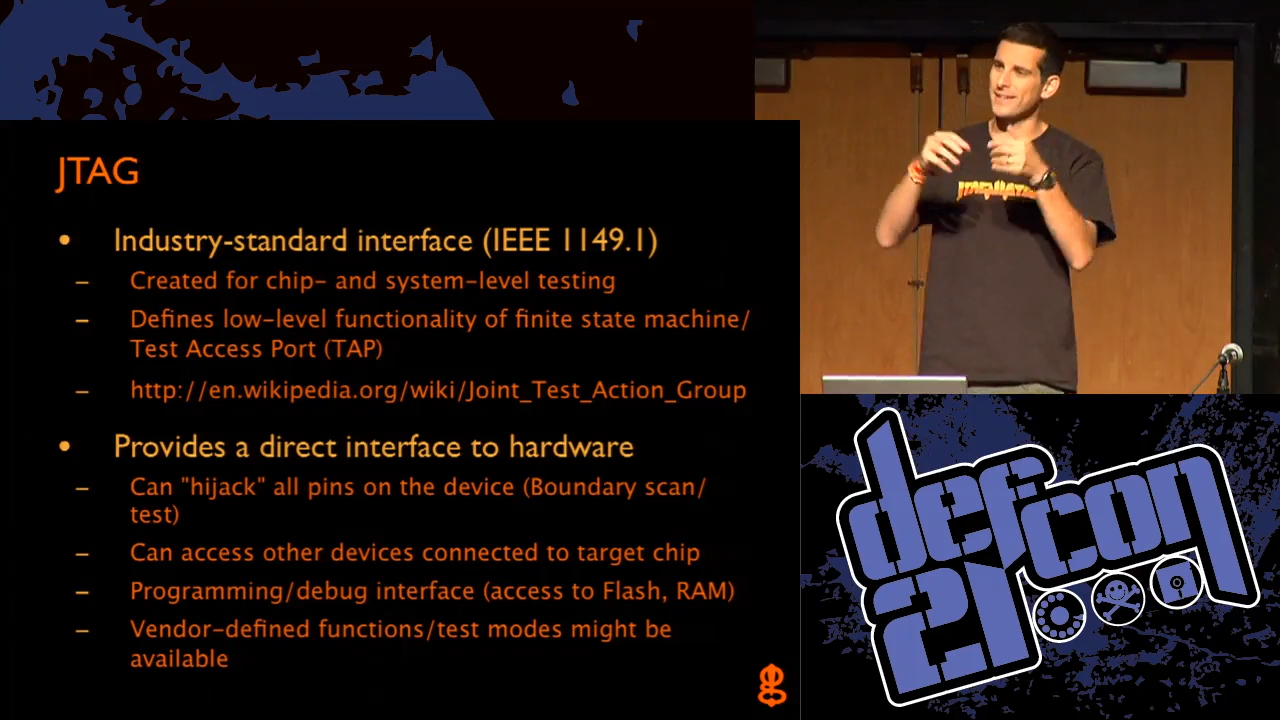 JTAG
• Industry-standard interface (IEEE 1149.1)
– Created for chip- and system-level testing
– Defines low-level functionality of finite state machine/
Test Access Port (TAP)
– http://en.wikipedia.org/wiki/Joint_Test_Action_Group
• Provides a direct interface to hardware
– Can "hijack" all pins on the device (Boundary scan/
test)
– Can access other devices connected to target chip
– Programming/debug interface (access to Flash, RAM)
– Vendor-defined functions/test modes might be
available
defcon
21